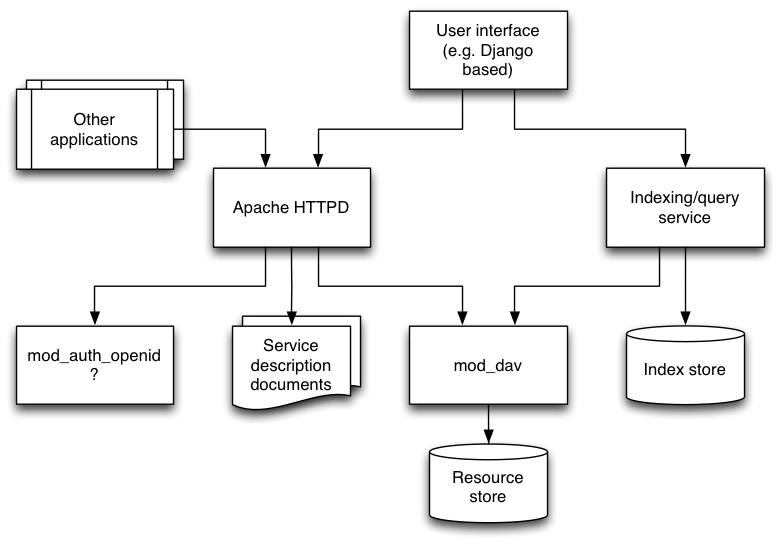 User interface
(e.g. Django
based)
Other
applications
Apache HTTPD
Indexing/query
service
mod_auth_openid
?
Service
description
documents
mod_dav
Index store
Resource
store